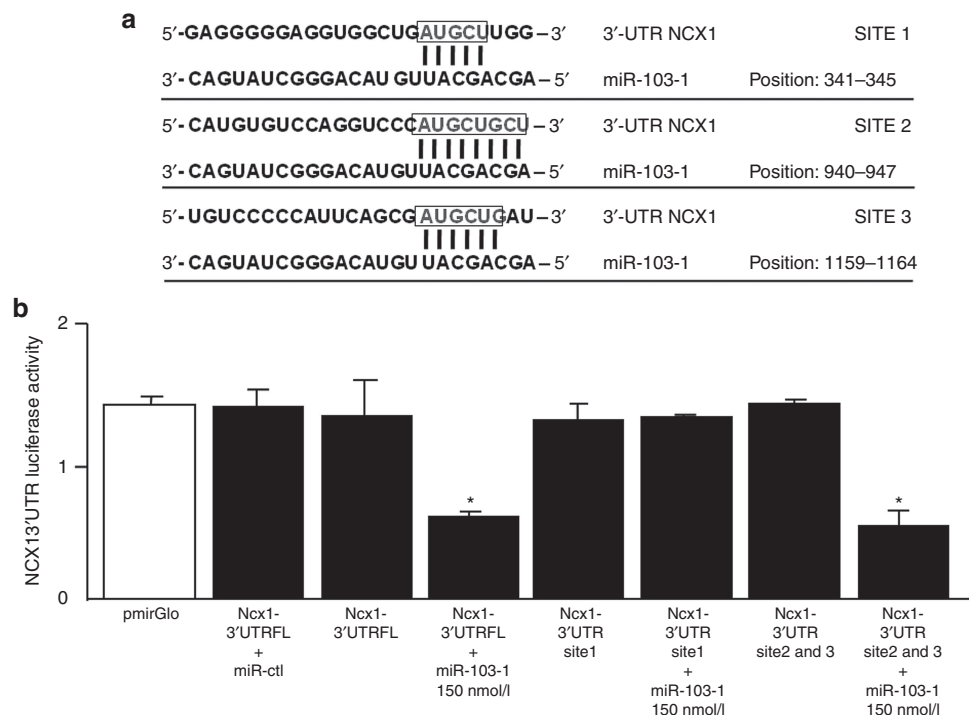 a
5′-GAGGGGGAGGUGGCUGAUGCUUGG–3′ 3′-UTR NCX1 SITE 1
3′-CAGUAUCGGGACAU GUUACGACGA–5′ miR-103-1 Position: 341–345
5′-CAUGUGUCCAGGUCCCAUGCUGCU–3′ 3′-UTR NCX1 SITE 2
3′-CAGUAUCGGGACAUGUUACGACGA–5′ miR-103-1 Position: 940–947
5′-UGUCCCCCAUUCAGCGAUGCUGAU–3′ 3′-UTR NCX1 SITE 3
3′-CAGUAUCGGGACAUGUUACGACGA–5′ miR-103-1 Position: 1159–1164
b
NCX13′UTR luciferase activity
2
1
0
*
*
pmirGlo
Ncx1-
3′UTRFL
+
miR-ctl
Ncx1-
3′UTRFL
Ncx1-
3′UTRFL
+
miR-103-1
150 nmol/l
Ncx1-
3′UTR
site1
Ncx1-
3′UTR
site1
+
miR-103-1
150 nmol/l
Ncx1-
3′UTR
site2 and 3
Ncx1-
3′UTR
site2 and 3
+ miR-103-1
150 nmol/l